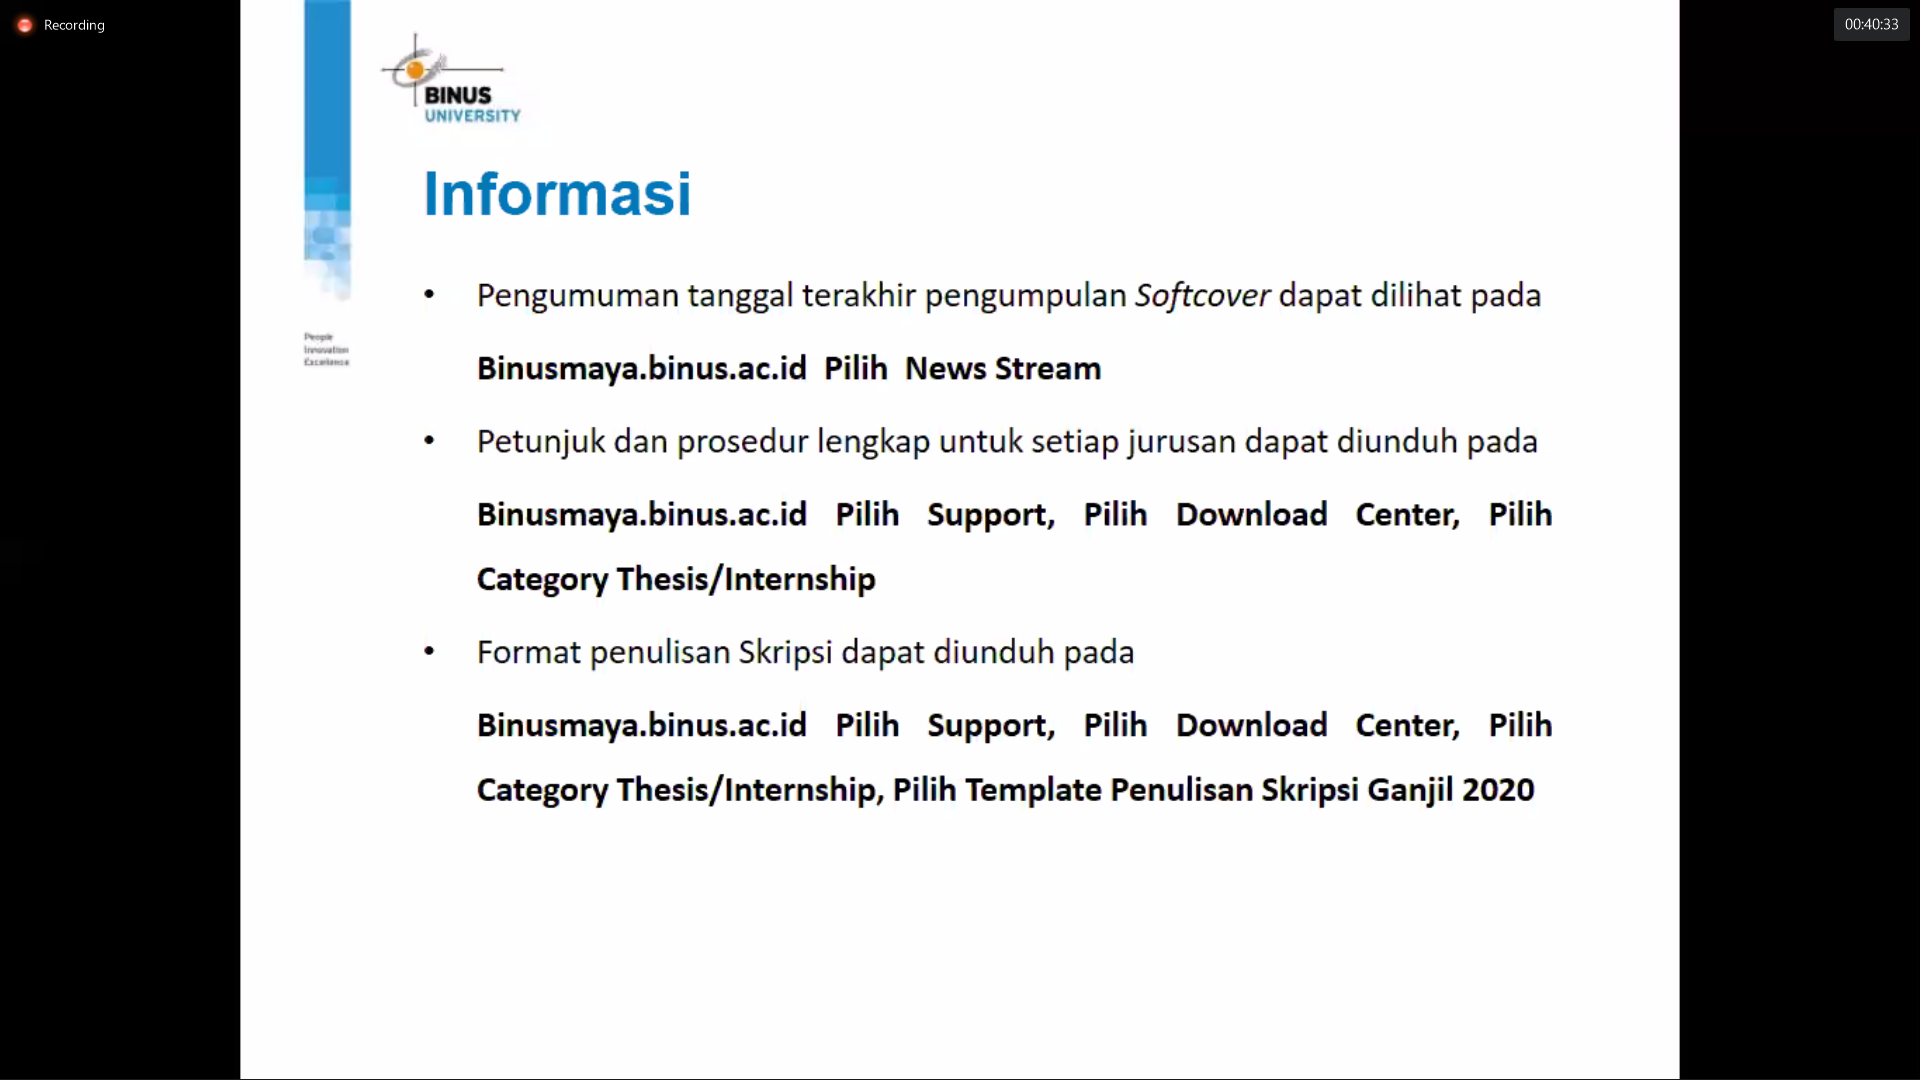 Recording
00:40:33
BINUS
UNIVERSITY
Informasi
People
Innovation
Excellence
• Pengumuman tanggal terakhir pengumpulan Softcover dapat dilihat pada
Binusmaya.binus.ac.id Pilih News Stream
• Petunjuk dan prosedur lengkap untuk setiap jurusan dapat diunduh pada
Binusmaya.binus.ac.id Pilih Support, Pilih Download Center, Pilih
Category Thesis/Internship
• Format penulisan Skripsi dapat diunduh pada
Binusmaya.binus.ac.id Pilih Support, Pilih Download Center, Pilih
Category Thesis/Internship, Pilih Template Penulisan Skripsi Ganjil 2020